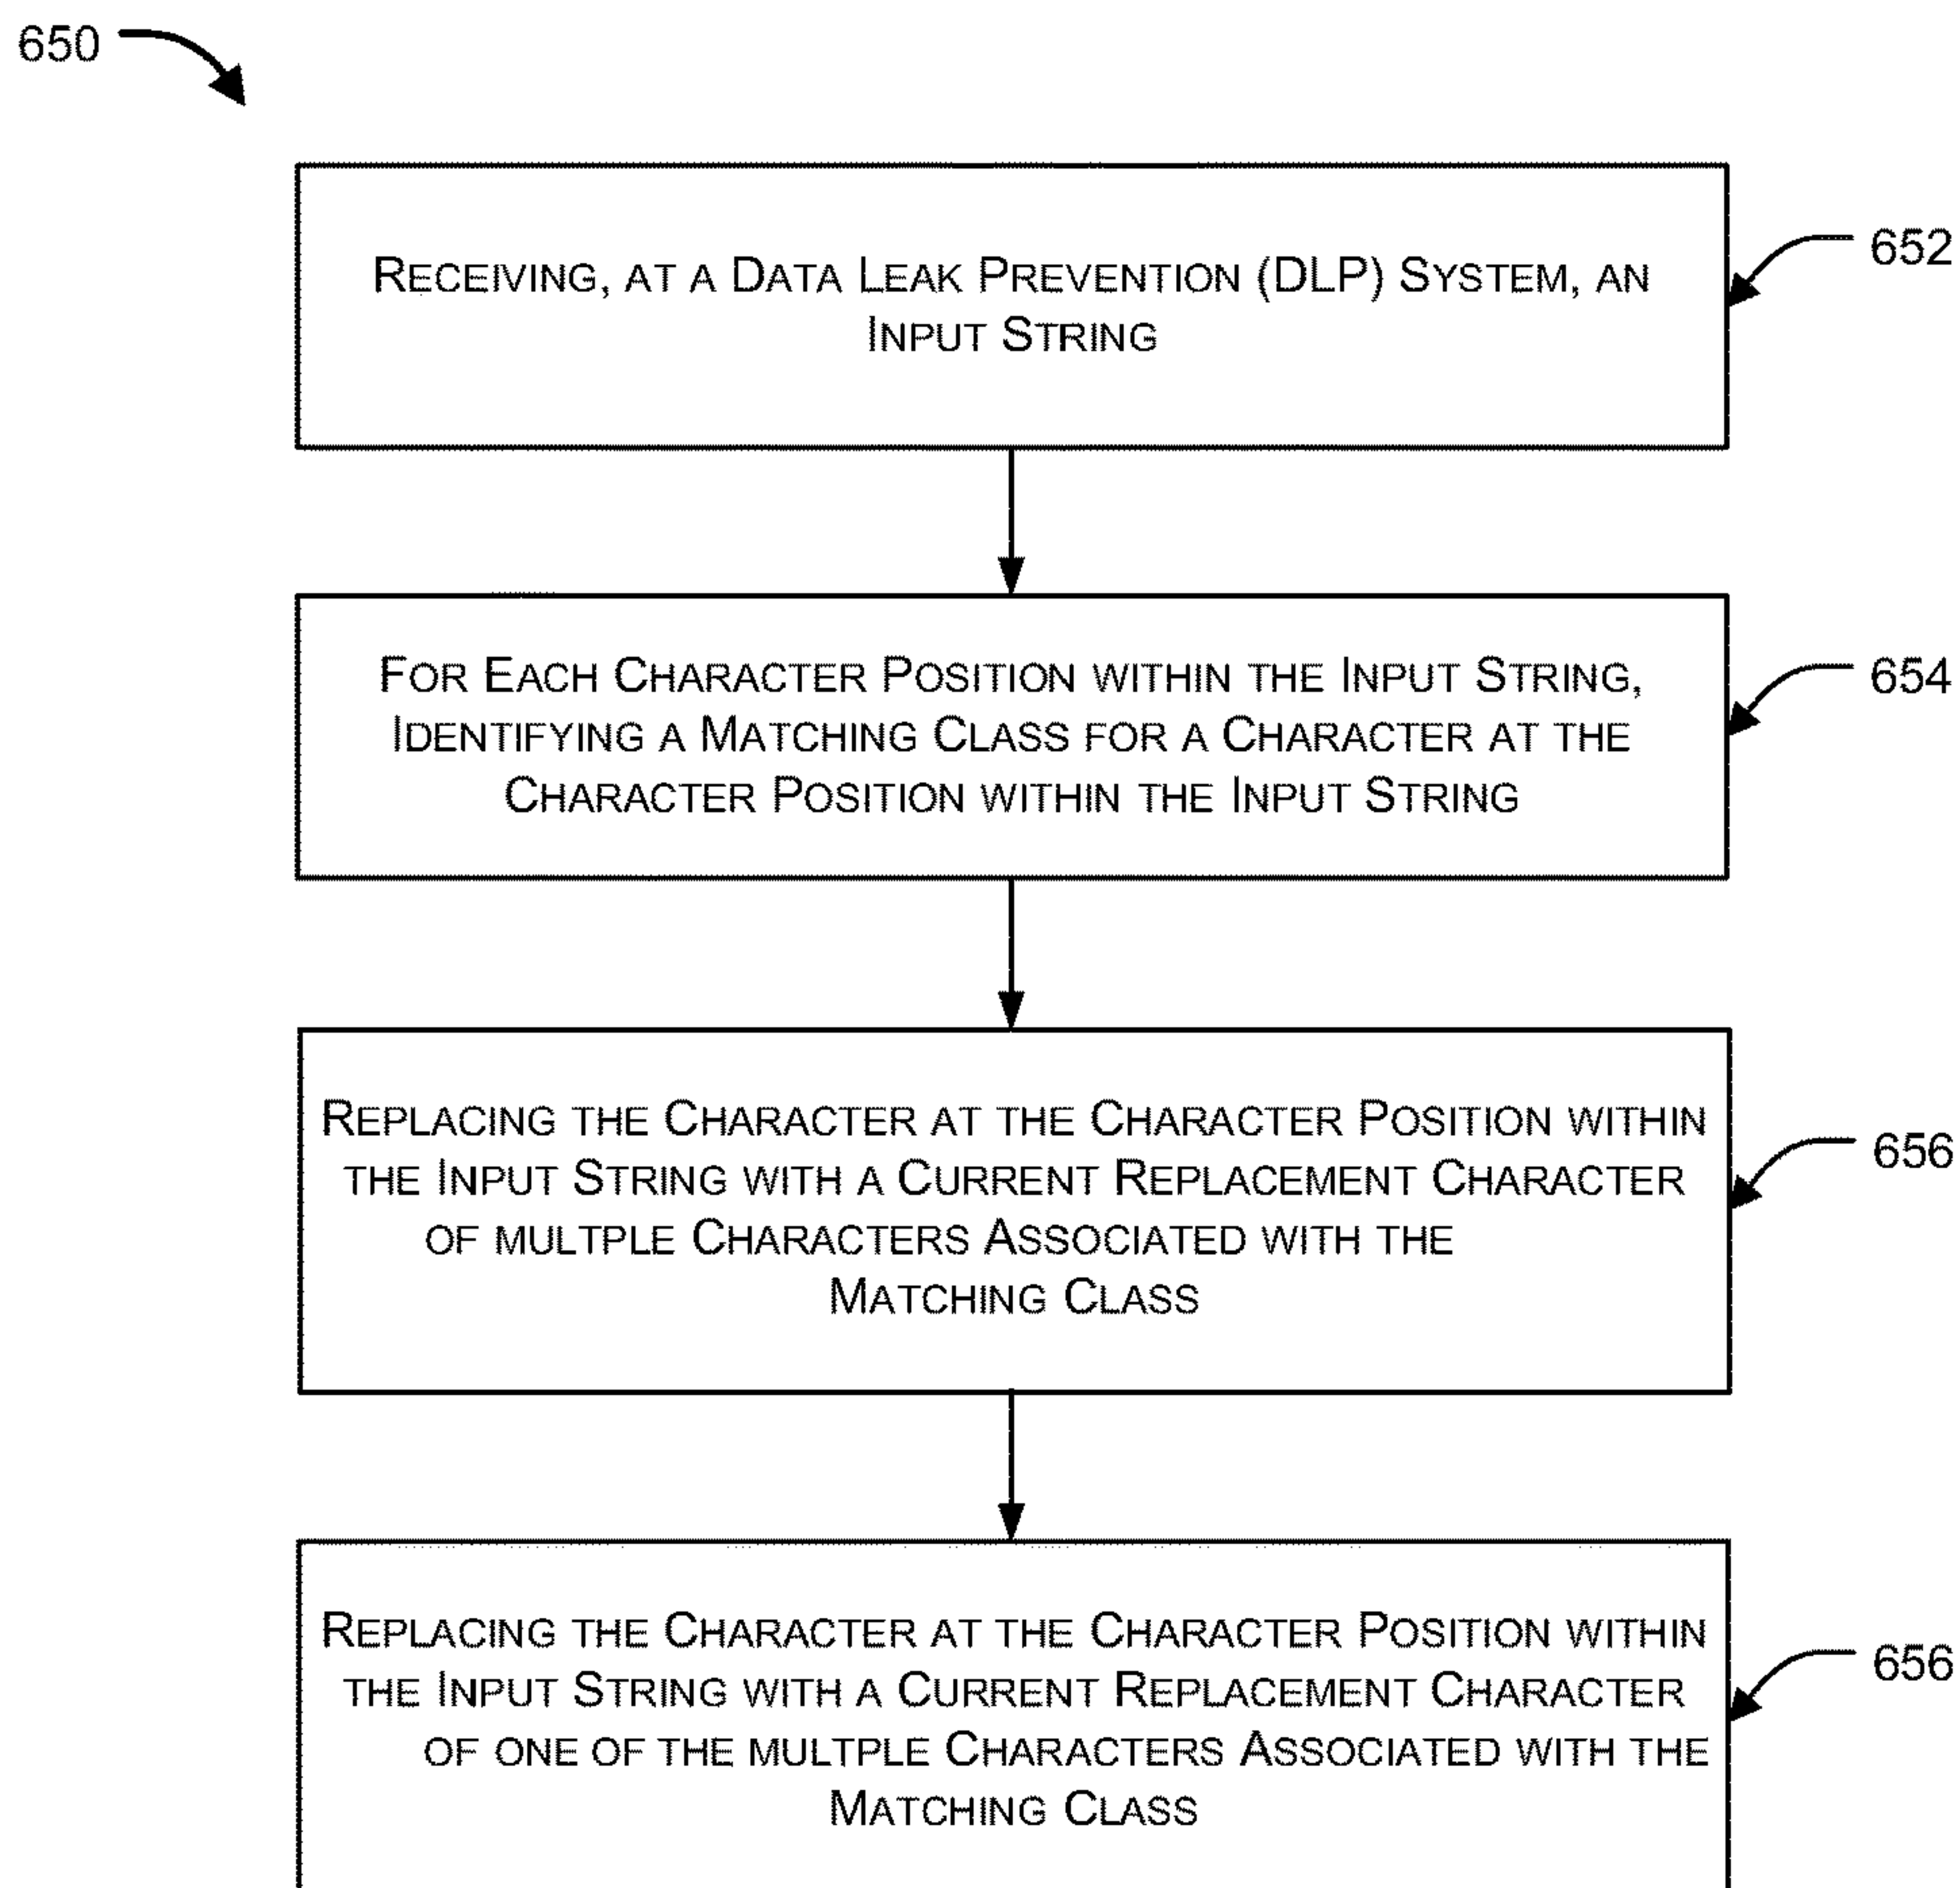 650
RECEIVING, AT A DATA LEAK PREVENTION (DLP) SYSTEM, AN
INPUT STRING
652
FOR EACH CHARACTER POSITION WITHIN THE INPUT STRING,
IDENTIFYING A MATCHING CLASS FOR A CHARACTER AT THE
CHARACTER POSITION WITHIN THE INPUT STRING
654
REPLACING THE CHARACTER AT THE CHARACTER POSITION WITHIN
THE INPUT STRING WITH A CURRENT REPLACEMENT CHARACTER
OF MULTPLE CHARACTERS ASSOCIATED WITH THE
MATCHING CLASS
656
REPLACING THE CHARACTER AT THE CHARACTER POSITION WITHIN
THE INPUT STRING WITH A CURRENT REPLACEMENT CHARACTER
OF ONE OF THE MULTPLE CHARACTERS ASSOCIATED WITH THE
MATCHING CLASS
656